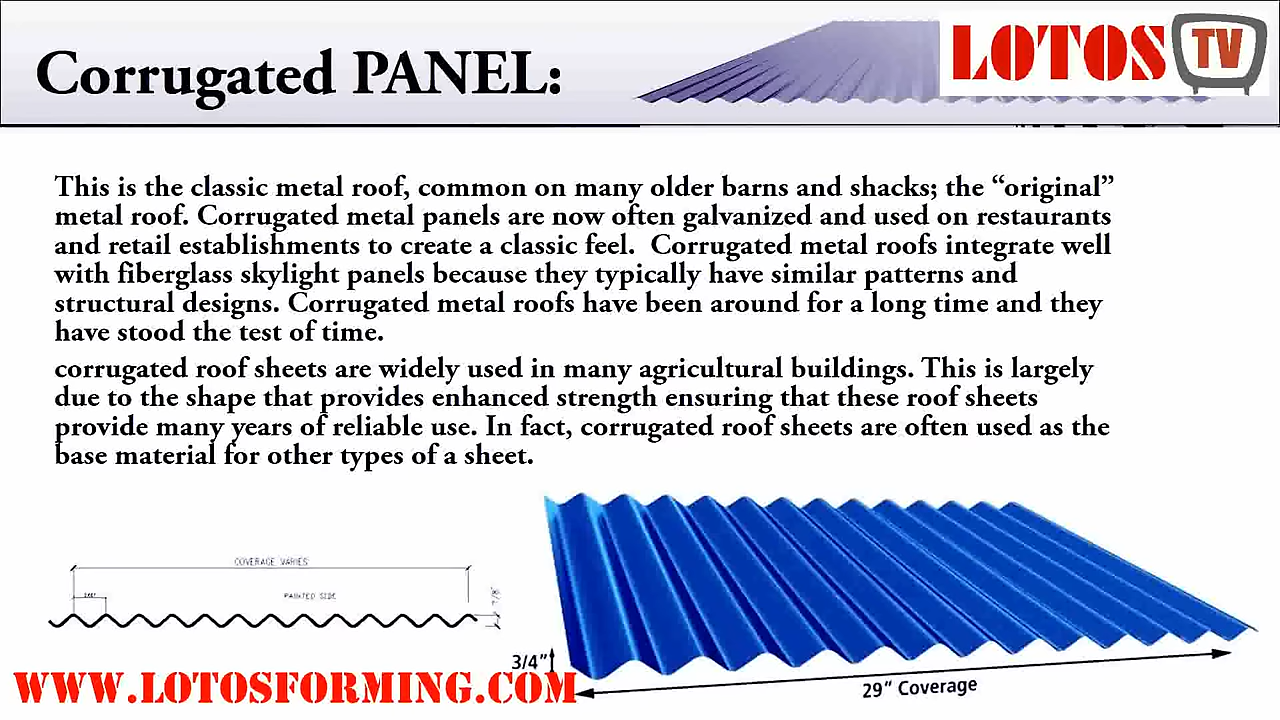 Corrugated PANEL:
LOTOS TV
This is the classic metal roof, common on many older barns and shacks; the “original”
metal roof. Corrugated metal panels are now often galvanized and used on restaurants
and retail establishments to create a classic feel.  Corrugated metal roofs integrate well
with fiberglass skylight panels because they typically have similar patterns and
structural designs. Corrugated metal roofs have been around for a long time and they
have stood the test of time.
corrugated roof sheets are widely used in many agricultural buildings. This is largely
due to the shape that provides enhanced strength ensuring that these roof sheets
provide many years of reliable use. In fact, corrugated roof sheets are often used as the
base material for other types of a sheet.
COVERAGE VARIES
PAINTED SIDE
3/4”
29” Coverage
WWW.LOTOSFORMING.COM